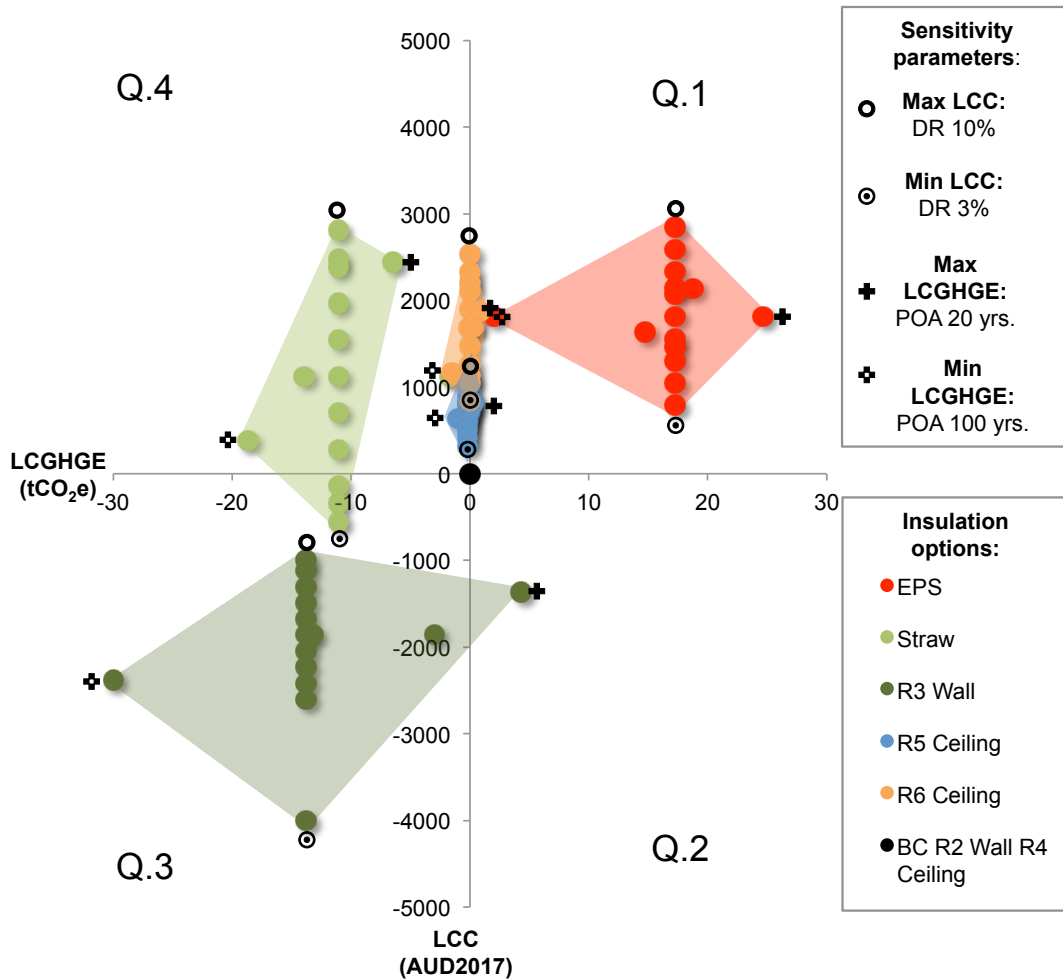 Q.4
Q.1
Q.3
Q.2
5000
4000
3000
2000
1000
0
-1000
-2000
-3000
-4000
-5000
LCGHGE
(tCO₂e)
-30
-20
-10
0
10
20
30
LCC
(AUD2017)
Sensitivity
parameters:
Max LCC:
DR 10%
Min LCC:
DR 3%
Max
LCGHGE:
POA 20 yrs.
Min
LCGHGE:
POA 100 yrs.
Insulation
options:
EPS
Straw
R3 Wall
R5 Ceiling
R6 Ceiling
BC R2 Wall R4
Ceiling